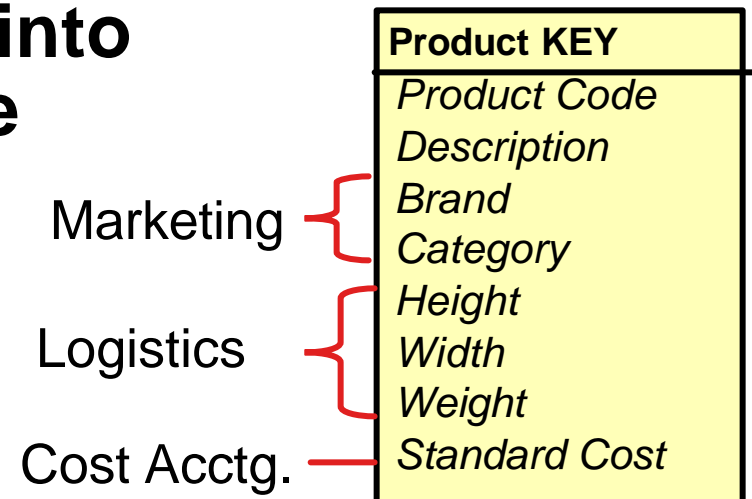 into
e
Product KEY
Product Code
Description
Marketing
Brand
Category
Logistics
Height
Width
Weight
Cost Acctg.
Standard Cost